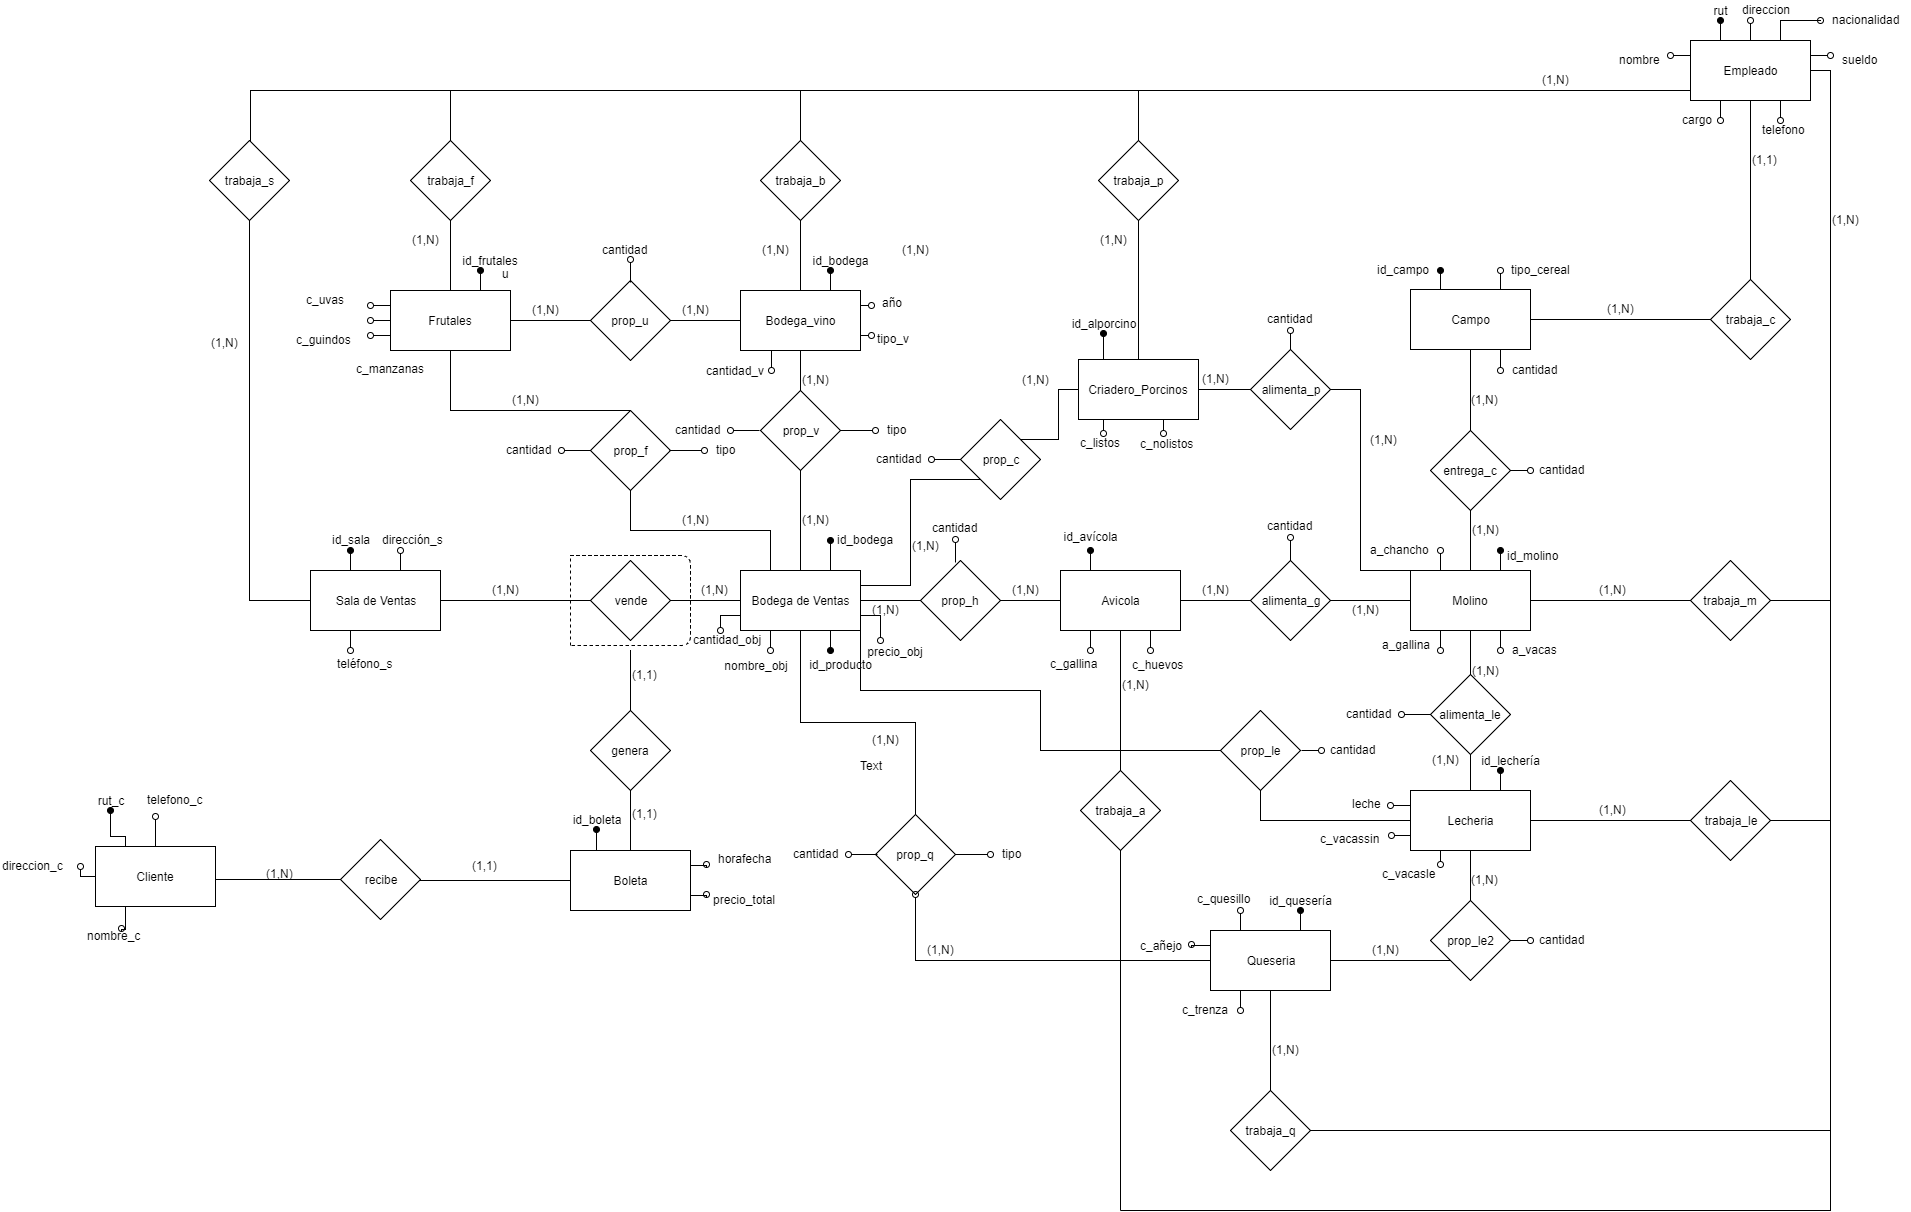 rut
direccion
nacionalidad
nombre
Empleado
sueldo
(1,N)
cargo
telefono
(1,1)
trabaja_s
trabaja_f
trabaja_b
trabaja_p
(1,N)
(1,N)
(1,N)
(1,N)
(1,N)
cantidad
id_frutales
u
id_bodega
id_campo
tipo_cereal
c_uvas
Frutales
(1,N)
prop_u
(1,N)
Bodega_vino
año
c_guindos
tipo_v
c_manzanas
cantidad_v
(1,N)
id_alporcino
cantidad
Campo
(1,N)
trabaja_c
cantidad
(1,N)
(1,N)
(1,N)
Criadero_Porcinos
(1,N)
alimenta_p
(1,N)
(1,N)
c_listos
c_nolistos
cantidad
prop_f
tipo
cantidad
prop_v
tipo
cantidad
prop_c
(1,N)
entrega_c
cantidad
(1,N)
(1,N)
(1,N)
id_sala
dirección_s
id_bodega
(1,N)
cantidad
id_avícola
cantidad
a_chancho
id_molino
Sala de Ventas
(1,N)
vende
(1,N)
Bodega de Ventas
(1,N)
prop_h
(1,N)
Avicola
(1,N)
alimenta_g
(1,N)
Molino
(1,N)
trabaja_m
teléfono_s
cantidad_obj
nombre_obj
id_producto
precio_obj
c_gallina
c_huevos
a_gallina
a_vacas
(1,1)
(1,N)
(1,N)
genera
(1,N)
Text
prop_le
cantidad
cantidad
alimenta_le
(1,N)
id_lechería
rut_c
telefono_c
(1,1)
id_boleta
trabaja_a
leche
c_vacassin
Lecheria
(1,N)
trabaja_le
c_vacasle
(1,N)
direccion_c
Cliente
(1,N)
recibe
(1,1)
Boleta
horafecha
precio_total
cantidad
prop_q
tipo
nombre_c
c_quesillo
id_quesería
(1,N)
c_añejo
Queseria
(1,N)
prop_le2
cantidad
c_trenza
(1,N)
trabaja_q